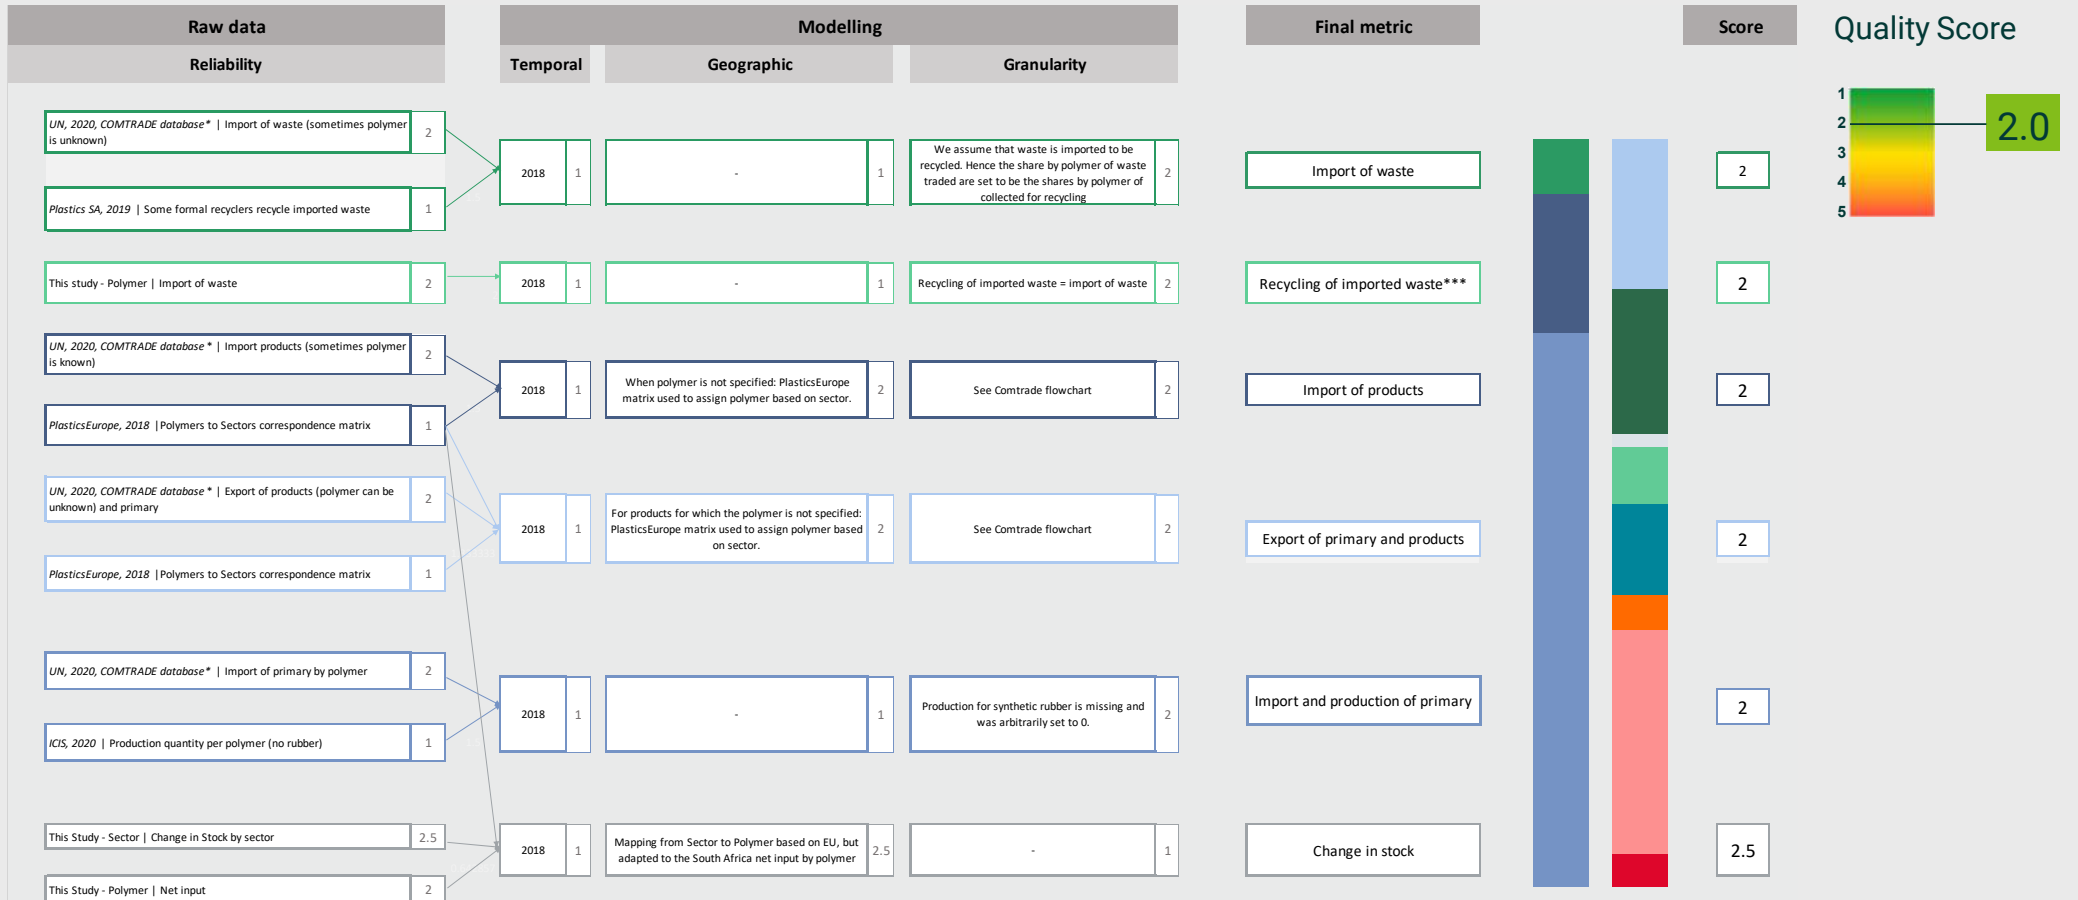 Raw data
Modelling
Final metric
Score
Quality Score
Reliability
Temporal
Geographic
Granularity
1
2
3
4
5
2.0
UN, 2020, COMTRADE database* | Import of waste (sometimes polymer
is unknown)
2
Plastics SA, 2019 | Some formal recyclers recycle imported waste
1
2018
1
-
1
We assume that waste is imported to be
recycled. Hence the share by polymer of waste
traded are set to be the shares by polymer of
collected for recycling
2
Import of waste
2
This study - Polymer | Import of waste
2
2018
1
-
1
Recycling of imported waste = import of waste
2
Recycling of imported waste***
2
UN, 2020, COMTRADE database * | Import products (sometimes polymer
is known)
2
PlasticsEurope, 2018 |Polymers to Sectors correspondence matrix
1
2018
1
When polymer is not specified: PlasticsEurope
matrix used to assign polymer based on sector.
2
See Comtrade flowchart
2
Import of products
2
UN, 2020, COMTRADE database * | Export of products (polymer can be
unknown) and primary
2
PlasticsEurope, 2018 |Polymers to Sectors correspondence matrix
1
2018
1
For products for which the polymer is not specified:
PlasticsEurope matrix used to assign polymer based
on sector.
2
See Comtrade flowchart
2
Export of primary and products
2
UN, 2020, COMTRADE database* | Import of primary by polymer
2
ICIS, 2020 | Production quantity per polymer (no rubber)
1
2018
1
-
1
Production for synthetic rubber is missing and
was arbitrarily set to 0.
2
Import and production of primary
2
This Study - Sector | Change in Stock by sector
2.5
This Study - Polymer | Net input
2
2018
1
Mapping from Sector to Polymer based on EU, but
adapted to the South Africa net input by polymer
2.5
-
1
Change in stock
2.5